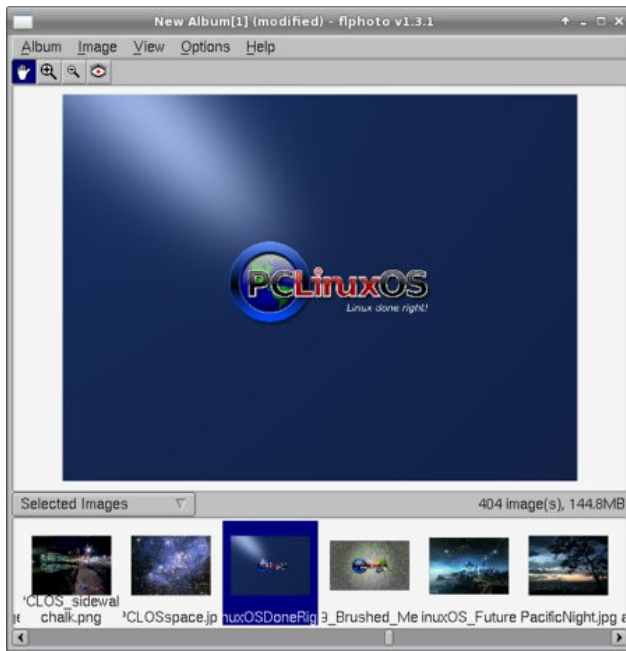 New Album[1] (modified) - flphoto v1.3.1
Album Image View Options Help
PCLinuxOS
Linux done right!
Selected Images
404 image(s), 144.8MB
CLOS_sidewal
chalk.png
CLOSspace.jp
nuxOSDoneRig
_Brushed_Me
inuxOS_Future
PacificNight.jpg